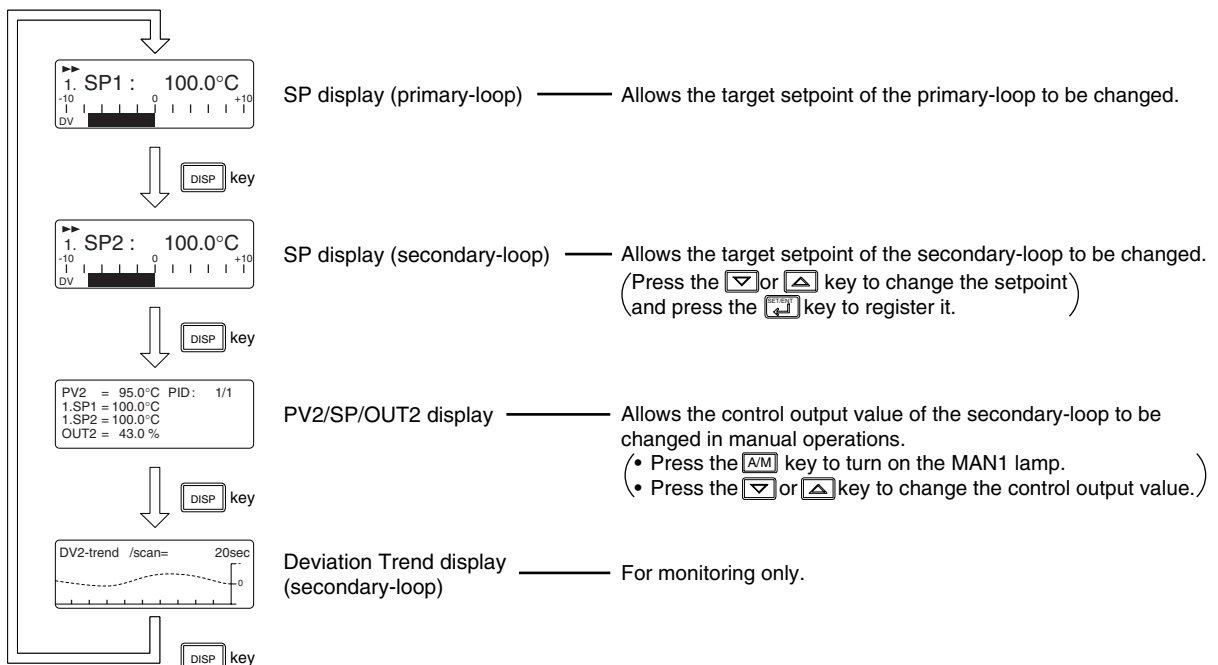 1. SP1 : 100.0°C
-10 0 +10
DV
SP display (primary-loop)
Allows the target setpoint of the primary-loop to be changed.
DISP key
1. SP2 : 100.0°C
-10 0 +10
DV
SP display (secondary-loop)
Allows the target setpoint of the secondary-loop to be changed.
Press the or key to change the setpoint
and press the SET/ENT key to register it.
DISP key
PV2 = 95.0°C PID: 1/1
1.SP1 = 100.0°C
1.SP2 = 100.0°C
OUT2 = 43.0 %
PV2/SP/OUT2 display
Allows the control output value of the secondary-loop to be
changed in manual operations.
• Press the A/M key to turn on the MAN1 lamp.
• Press the or key to change the control output value.
DISP key
DV2-trend /scan= 20sec
0
Deviation Trend display
(secondary-loop)
For monitoring only.
DISP key